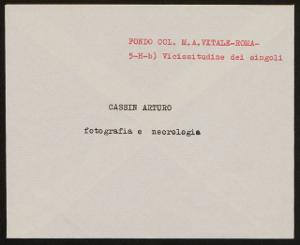 FONDO COL. M.A.VITALE-ROMA-
5-H-b) Vicissitudine dei singoli
CASSIN ARTURO
fotografia e necrologia